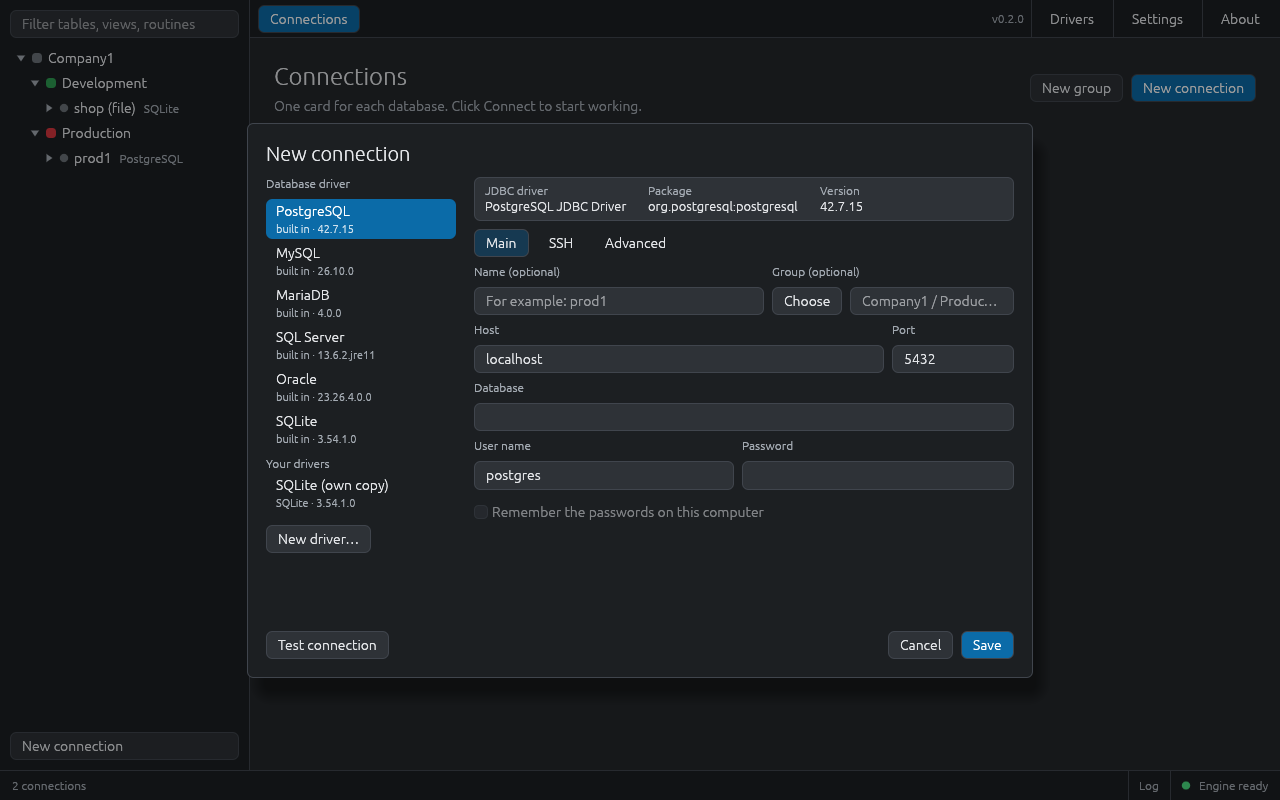 Filter tables, views, routines
Connections
v0.2.0
Drivers
Settings
About
Company1
Development
shop (file) SQLite
Production
prod1 PostgreSQL
Connections
One card for each database. Click Connect to start working.
New group
New connection
New connection
Database driver
PostgreSQL
built in · 42.7.15
MySQL
built in · 26.10.0
MariaDB
built in · 4.0.0
SQL Server
built in · 13.6.2.jre11
Oracle
built in · 23.26.4.0.0
SQLite
built in · 3.54.1.0
Your drivers
SQLite (own copy)
SQLite · 3.54.1.0
New driver…
JDBC driver
PostgreSQL JDBC Driver
Package
org.postgresql:postgresql
Version
42.7.15
Main
SSH
Advanced
Name (optional)
For example: prod1
Group (optional)
Choose
Company1 / Produc…
Host
localhost
Port
5432
Database
User name
postgres
Password
Remember the passwords on this computer
Test connection
Cancel
Save
New connection
2 connections
Log
Engine ready